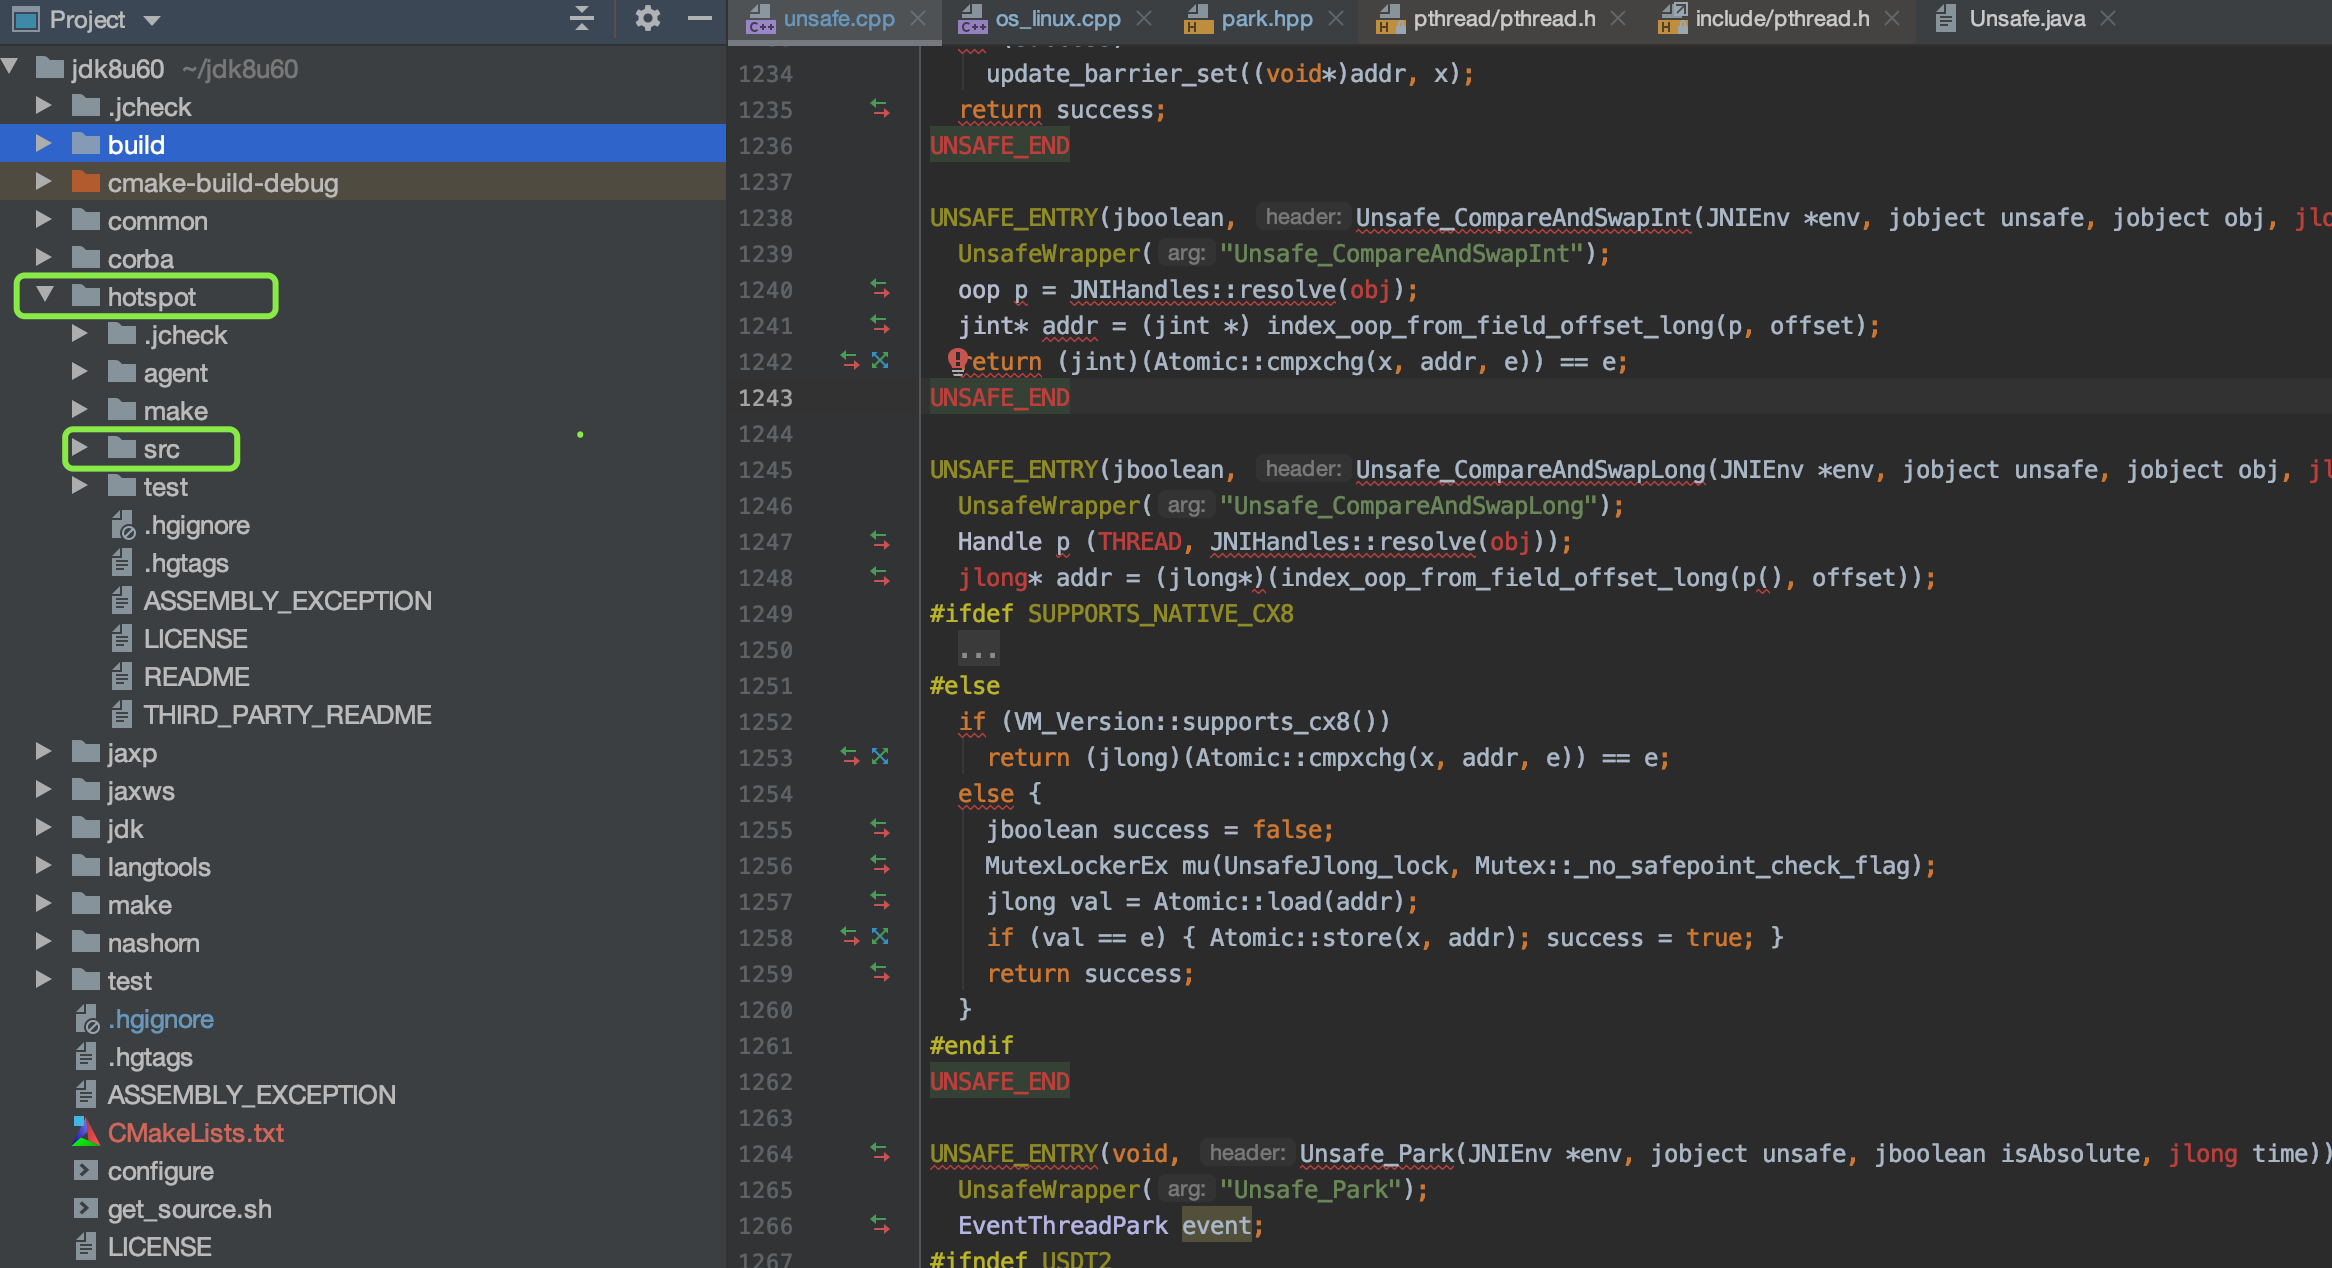 Project
unsafe.cpp os_linux.cpp park.hpp pthread/pthread.h include/pthread.h Unsafe.java
jdk8u60 ~/jdk8u60
.jcheck
build
cmake-build-debug
common
corba
hotspot
.jcheck
agent
make
src
test
.hgignore
.hgtags
ASSEMBLY_EXCEPTION
LICENSE
README
THIRD_PARTY_README
jaxp
jaxws
jdk
langtools
make
nashorn
test
.hgignore
.hgtags
ASSEMBLY_EXCEPTION
CMakeLists.txt
configure
get_source.sh
LICENSE
1234 update_barrier_set((void*)addr, x);
1235 return success;
1236 UNSAFE_END
1237
1238 UNSAFE_ENTRY(jboolean, header: Unsafe_CompareAndSwapInt(JNIEnv *env, jobject unsafe, jobject obj, jlo
1239 UnsafeWrapper( arg: "Unsafe_CompareAndSwapInt");
1240 oop p = JNIHandles::resolve(obj);
1241 jint* addr = (jint *) index_oop_from_field_offset_long(p, offset);
1242 return (jint)(Atomic::cmpxchg(x, addr, e)) == e;
1243 UNSAFE_END
1244
1245 UNSAFE_ENTRY(jboolean, header: Unsafe_CompareAndSwapLong(JNIEnv *env, jobject unsafe, jobject obj, jl
1246 UnsafeWrapper( arg: "Unsafe_CompareAndSwapLong");
1247 Handle p (THREAD, JNIHandles::resolve(obj));
1248 jlong* addr = (jlong*)(index_oop_from_field_offset_long(p(), offset));
1249 #ifdef SUPPORTS_NATIVE_CX8
1250 ...
1251 #else
1252 if (VM_Version::supports_cx8())
1253 return (jlong)(Atomic::cmpxchg(x, addr, e)) == e;
1254 else {
1255 jboolean success = false;
1256 MutexLockerEx mu(UnsafeJlong_lock, Mutex::_no_safepoint_check_flag);
1257 jlong val = Atomic::load(addr);
1258 if (val == e) { Atomic::store(x, addr); success = true; }
1259 return success;
1260 }
1261 #endif
1262 UNSAFE_END
1263
1264 UNSAFE_ENTRY(void, header: Unsafe_Park(JNIEnv *env, jobject unsafe, jboolean isAbsolute, jlong time))
1265 UnsafeWrapper( arg: "Unsafe_Park");
1266 EventThreadPark event;
1267 #ifndef USDT2